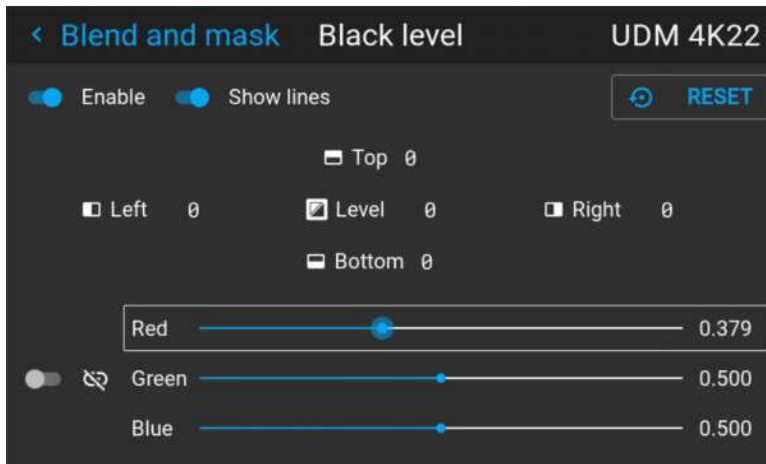 Blend and mask Black level UDM 4K22
Enable Show lines RESET
Top 0
Left 0 Level 0 Right 0
Bottom 0
Red 0.379
Green 0.500
Blue 0.500